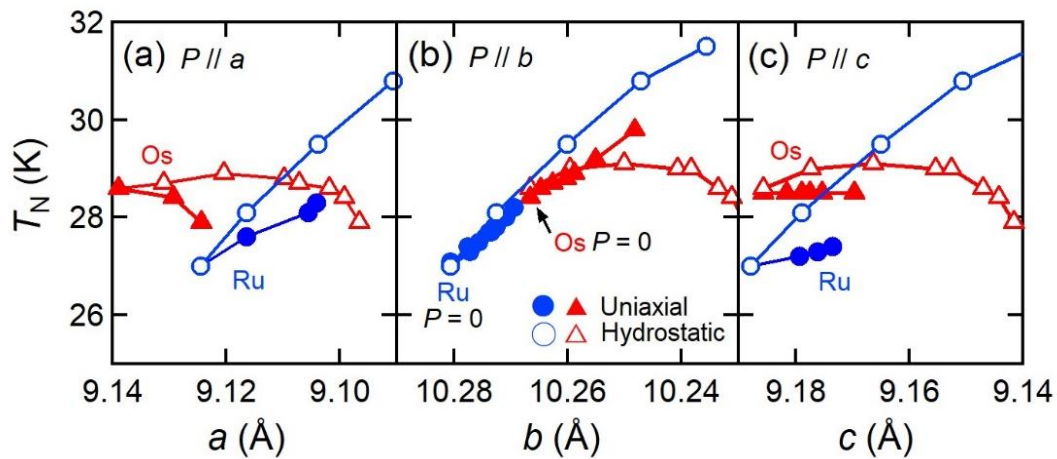 (a) P // a
(b) P // b
(c) P // c
T_N (K)
32
30
28
26
Os
Ru
Os P = 0
Ru
P = 0
Uniaxial
Hydrostatic
Os
Ru
9.14 9.12 9.10
10.28 10.26 10.24
9.18 9.16 9.14
a (Å)
b (Å)
c (Å)